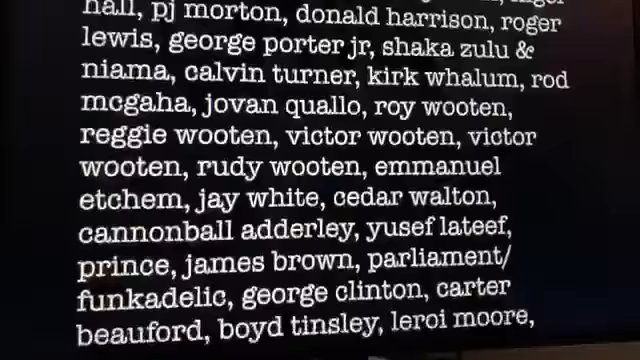 hall, pj morton, donald harrison, roger
lewis, george porter jr, shaka zulu &
niama, calvin turner, kirk whalum, rod
mcgaha, jovan quallo, roy wooten,
reggie wooten, victor wooten, victor
wooten, rudy wooten, emmanuel
etchem, jay white, cedar walton,
cannonball adderley, yusef lateef,
prince, james brown, parliament/
funkadelic, george clinton, carter
beauford, boyd tinsley, leroi moore,